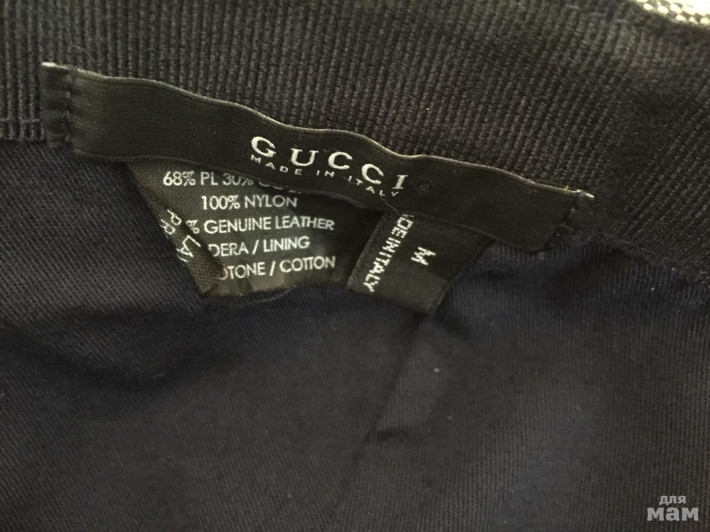 GUCCI
MADE IN ITALY
68% PL 30%
100% NYLON
% GENUINE LEATHER
DERA / LINING
OTONE / COTTON
DE IN ITALY
M
для
мам